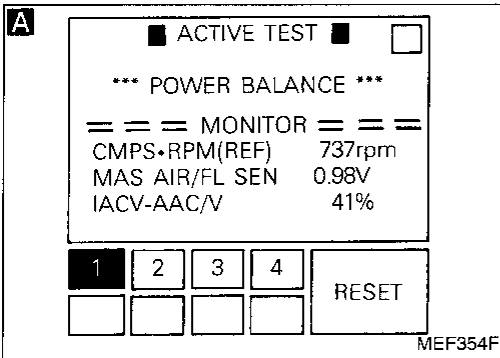 A
■ ACTIVE TEST ■
*** POWER BALANCE ***
= = = MONITOR = = =
CMPS•RPM(REF) 737rpm
MAS AIR/FL SEN 0.98V
IACV-AAC/V 41%
1 2 3 4
RESET
MEF354F